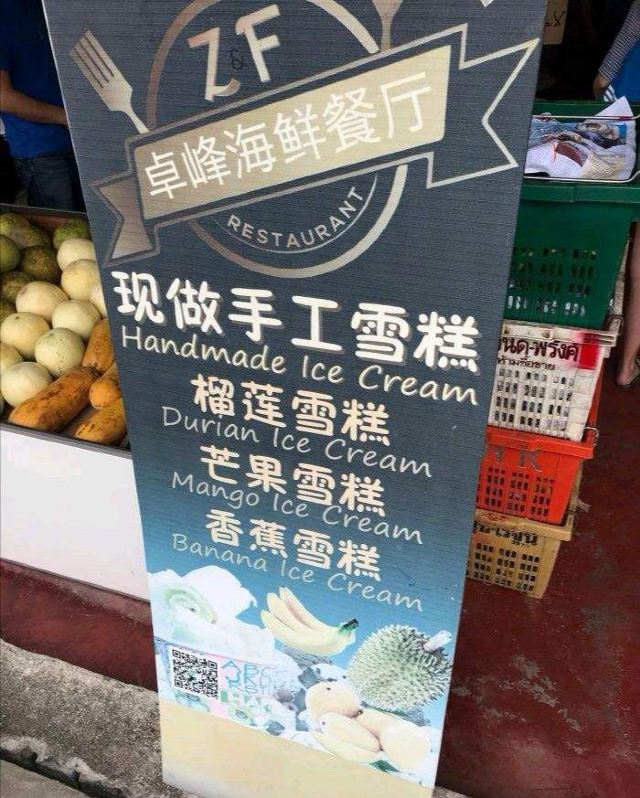 Z&F
卓峰海鲜餐厅
RESTAURANT
现做手工雪糕
Handmade Ice Cream
榴莲雪糕
Durian Ice Cream
芒果雪糕
Mango Ice Cream
香蕉雪糕
Banana Ice Cream